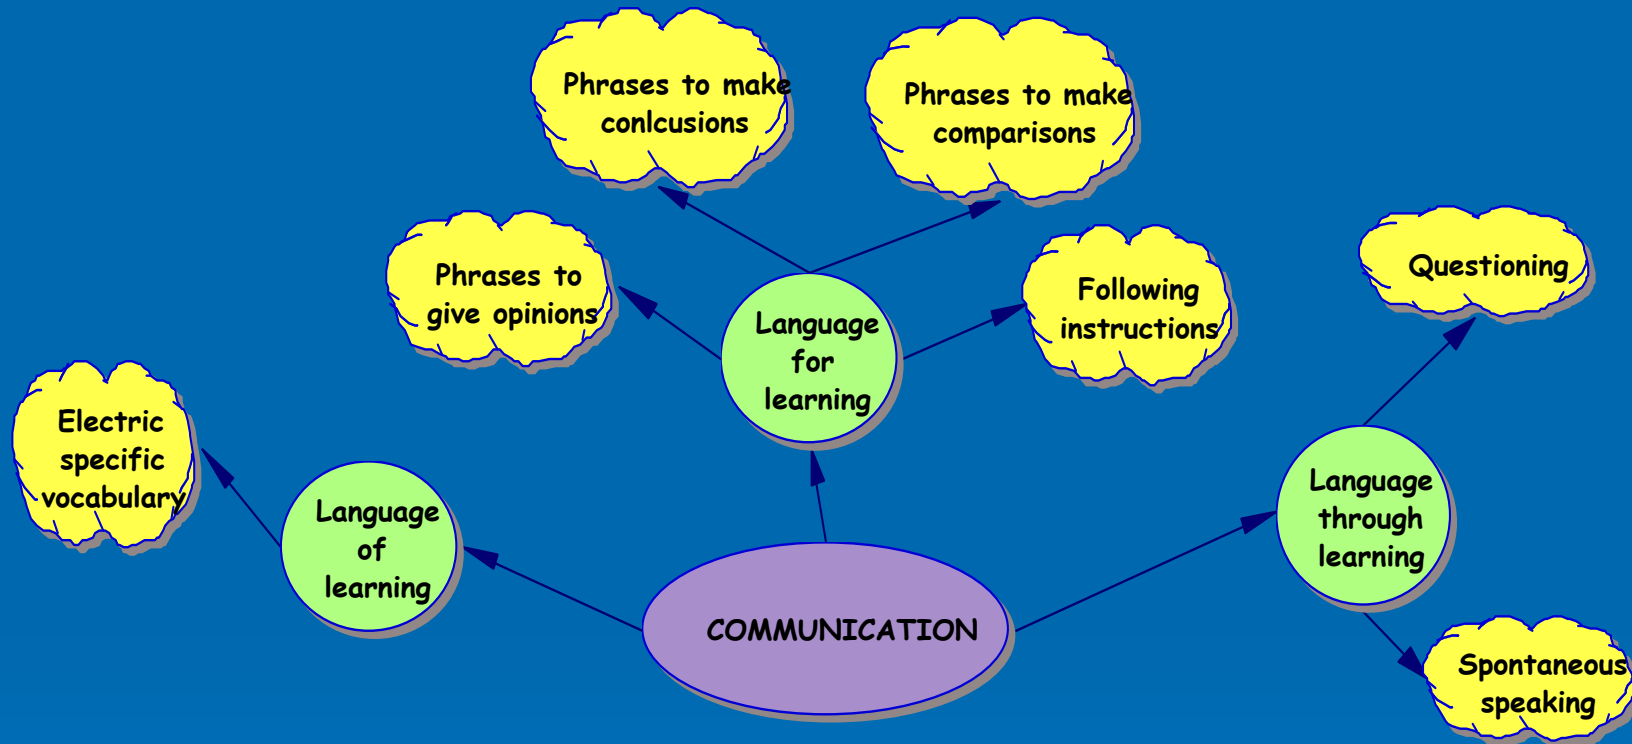 Phrases to make
conlcusions
Phrases to make
comparisons
Phrases to
give opinions
Following
instructions
Questioning
Language
for
learning
Electric
specific
vocabulary
Language
of
learning
Language
through
learning
COMMUNICATION
Spontaneous
speaking